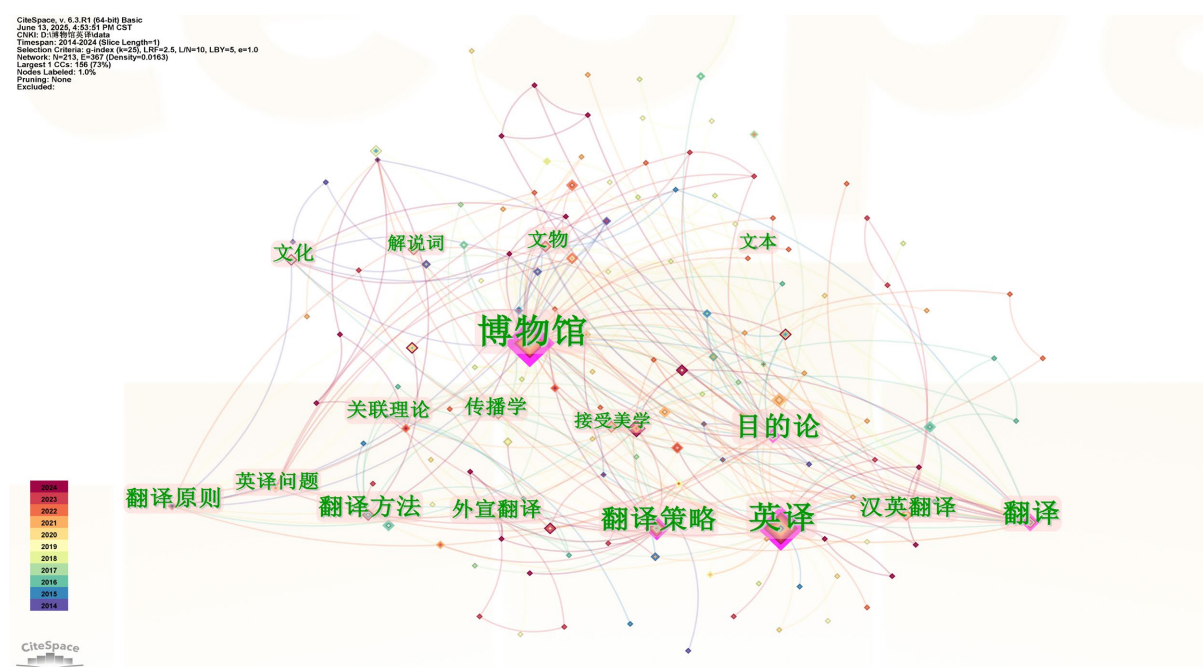 CiteSpace, v. 6.3.R1 (64-bit) Basic
June 13, 2025, 4:53:51 PM CST
CNKI: D:\博物馆英译\data
Timespan: 2014-2024 (Slice Length=1)
Selection Criteria: g-index (k=25), LRF=2.5, L/N=10, LBY=5, e=1.0
Network: N=213, E=367 (Density=0.0163)
Largest 1 CCs: 156 (73%)
Nodes Labeled: 1.0%
Pruning: None
Excluded:
文化
解说词
文物
文本
博物馆
关联理论
传播学
接受美学
目的论
翻译原则
英译问题
翻译方法
外宣翻译
翻译策略
英译
汉英翻译
翻译
2024
2023
2022
2021
2020
2019
2018
2017
2016
2015
2014
CiteSpace